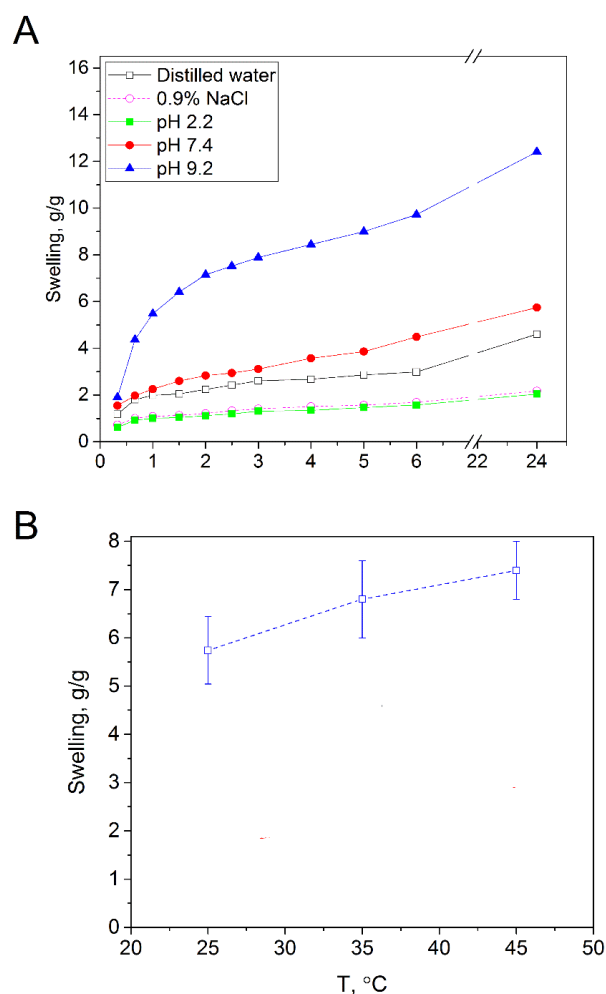 A
16
14
12
10
8
6
4
2
0
Swelling, g/g
Distilled water
0.9% NaCl
pH 2.2
pH 7.4
pH 9.2
0 1 2 3 4 5 6 22 24
B
8
7
6
5
4
3
2
1
0
Swelling, g/g
20 25 30 35 40 45 50
T, °C